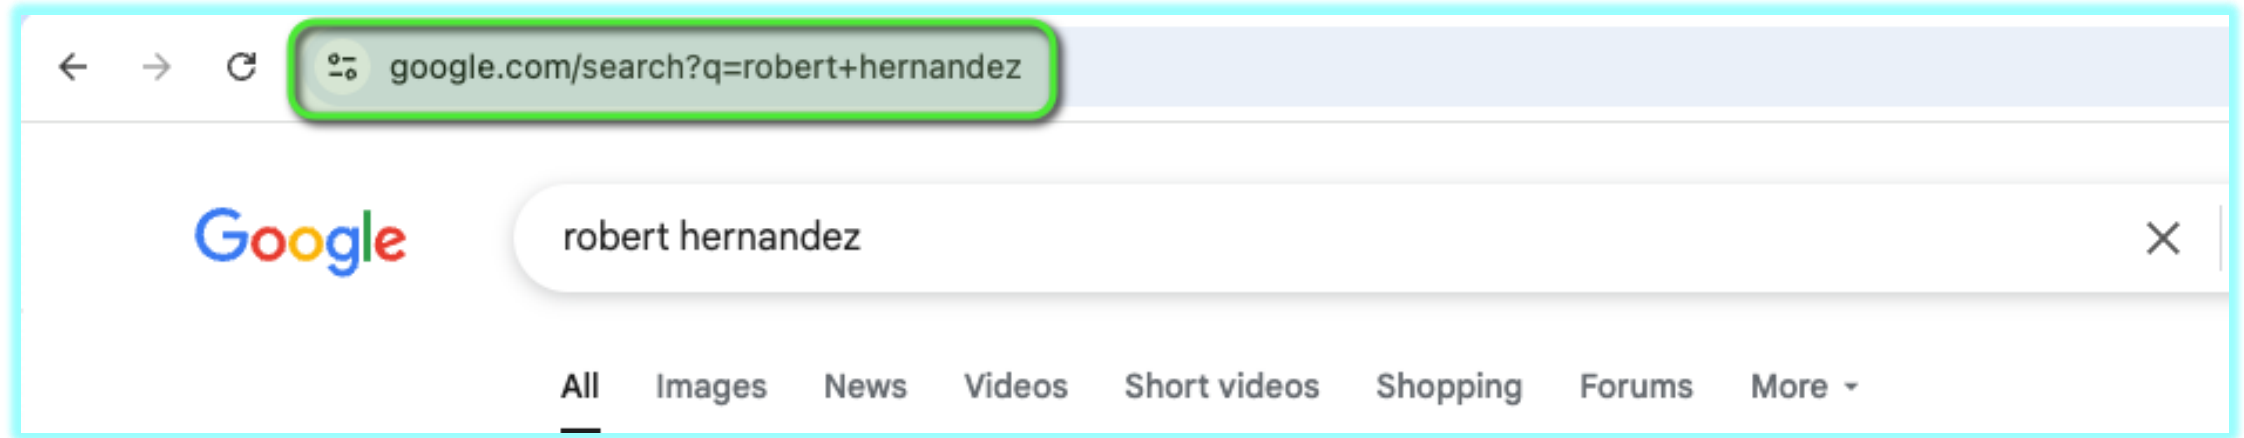 google.com/search?q=robert+hernandez
Google
robert hernandez
All Images News Videos Short videos Shopping Forums More